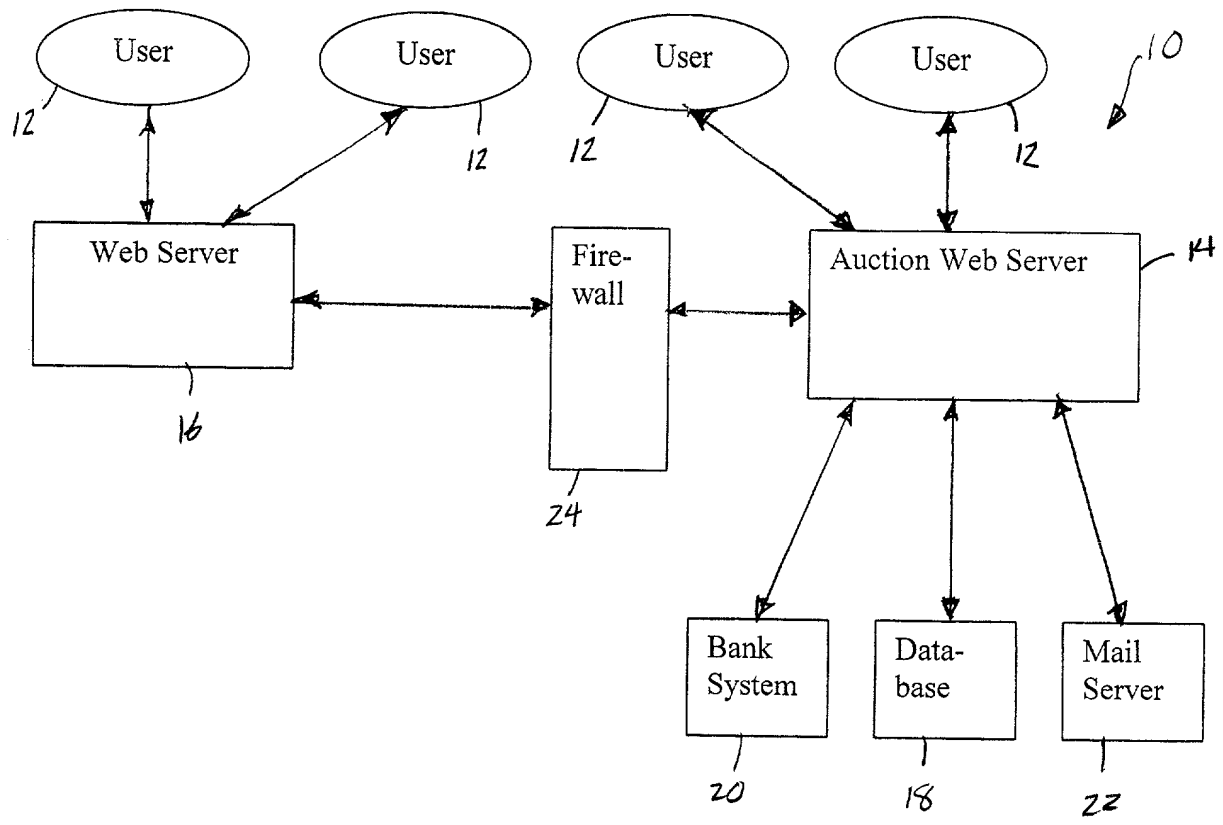 User
User
User
User
10
12
12
12
12
Web Server
Fire-
wall
Auction Web Server
14
16
24
Bank
System
Data-
base
Mail
Server
20
18
22